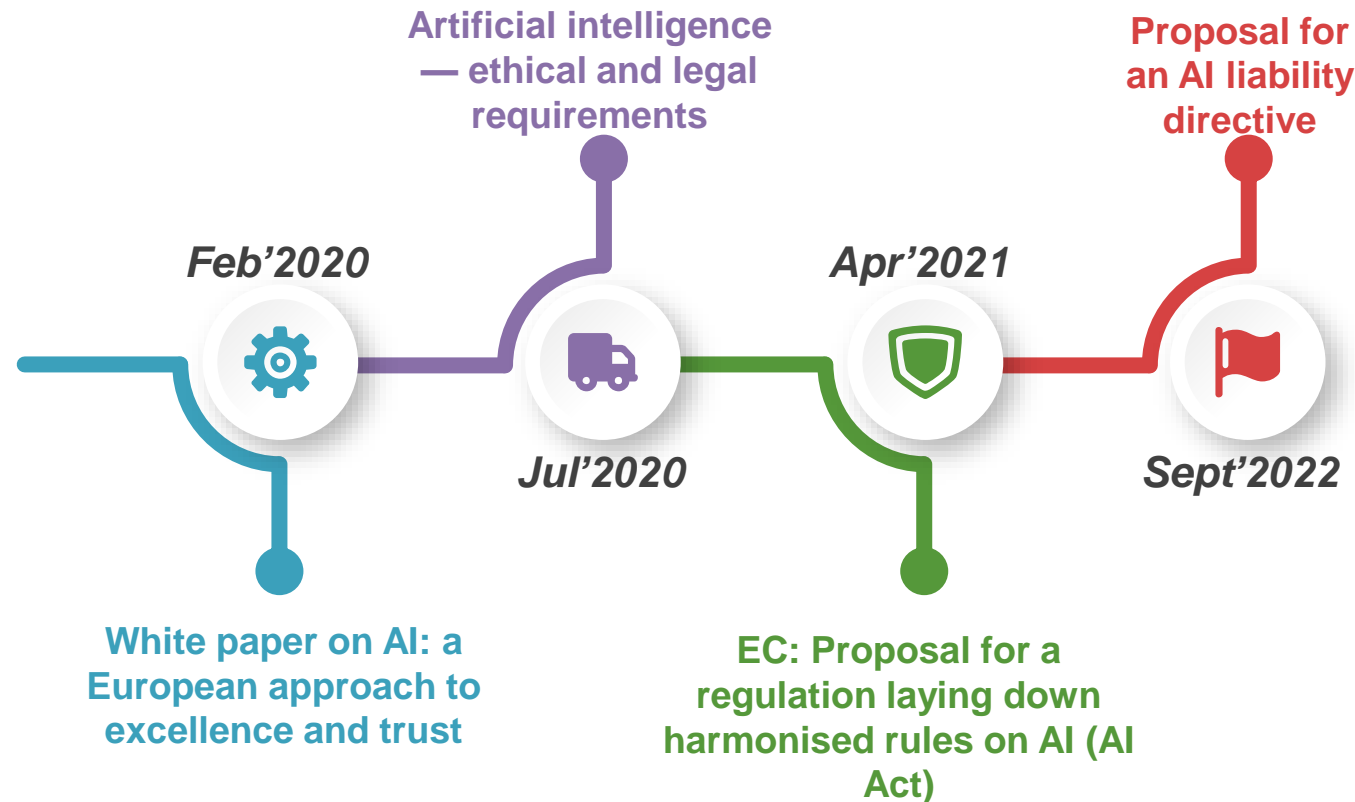 Artificial intelligence
— ethical and legal
requirements
Proposal for
an AI liability
directive
Feb’2020
Apr’2021
Jul’2020
Sept’2022
White paper on AI: a
European approach to
excellence and trust
EC: Proposal for a
regulation laying down
harmonised rules on AI (AI
Act)